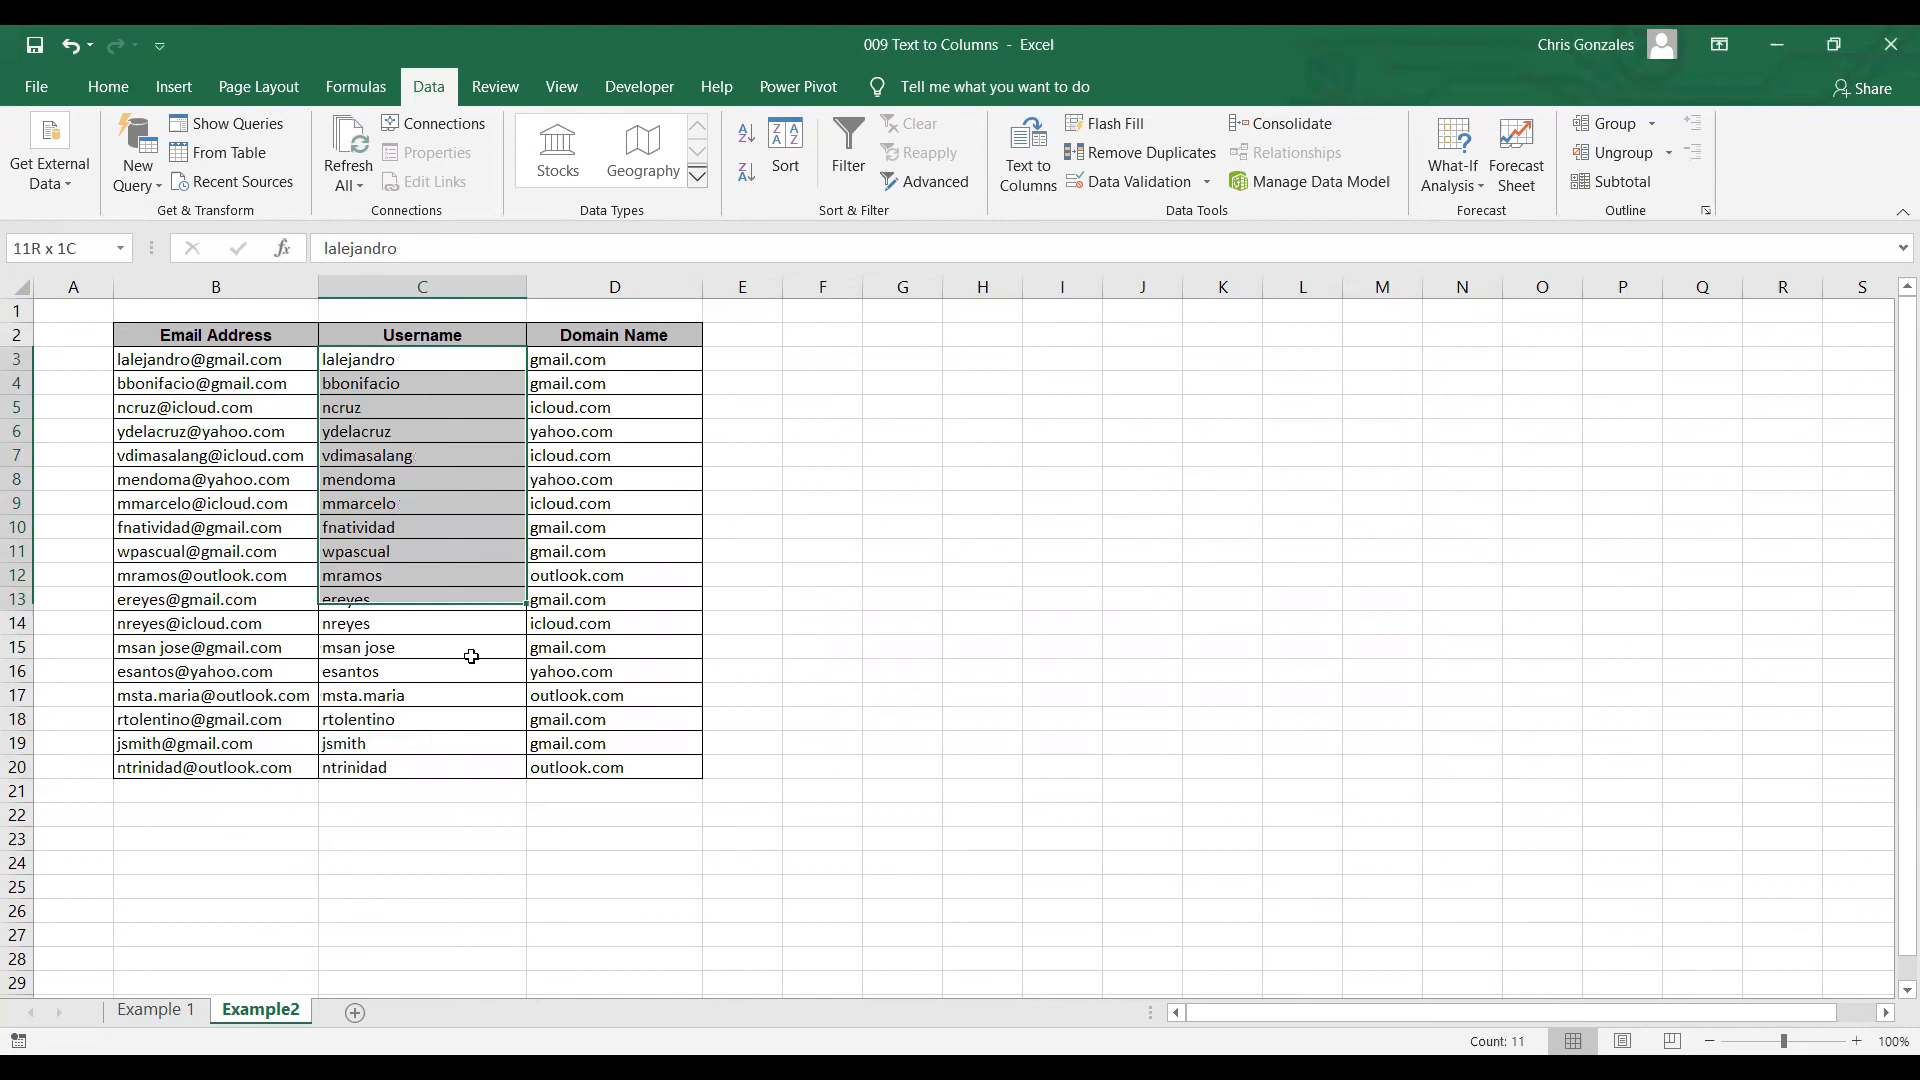 009 Text to Columns - Excel
Chris Gonzales
File Home Insert Page Layout Formulas Data Review View Developer Help Power Pivot Tell me what you want to do Share
Get External Data
New Query
Show Queries
From Table
Recent Sources
Get & Transform
Refresh All
Connections
Properties
Edit Links
Connections
Stocks
Geography
Data Types
Sort
Filter
Clear
Reapply
Advanced
Sort & Filter
Text to Columns
Flash Fill
Remove Duplicates
Data Validation
Consolidate
Relationships
Manage Data Model
Data Tools
What-If Analysis
Forecast Sheet
Forecast
Group
Ungroup
Subtotal
Outline
11R x 1C fx lalejandro
A B C D E F G H I J K L M N O P Q R S
1
2 Email Address Username Domain Name
3 lalejandro@gmail.com lalejandro gmail.com
4 bbonifacio@gmail.com bbonifacio gmail.com
5 ncruz@icloud.com ncruz icloud.com
6 ydelacruz@yahoo.com ydelacruz yahoo.com
7 vdimasalang@icloud.com vdimasalang icloud.com
8 mendoma@yahoo.com mendoma yahoo.com
9 mmarcelo@icloud.com mmarcelo icloud.com
10 fnatividad@gmail.com fnatividad gmail.com
11 wpascual@gmail.com wpascual gmail.com
12 mramos@outlook.com mramos outlook.com
13 ereyes@gmail.com ereyes gmail.com
14 nreyes@icloud.com nreyes icloud.com
15 msan jose@gmail.com msan jose gmail.com
16 esantos@yahoo.com esantos yahoo.com
17 msta.maria@outlook.com msta.maria outlook.com
18 rtolentino@gmail.com rtolentino gmail.com
19 jsmith@gmail.com jsmith gmail.com
20 ntrinidad@outlook.com ntrinidad outlook.com
21
22
23
24
25
26
27
28
29
Example 1 Example2
Count: 11 100%